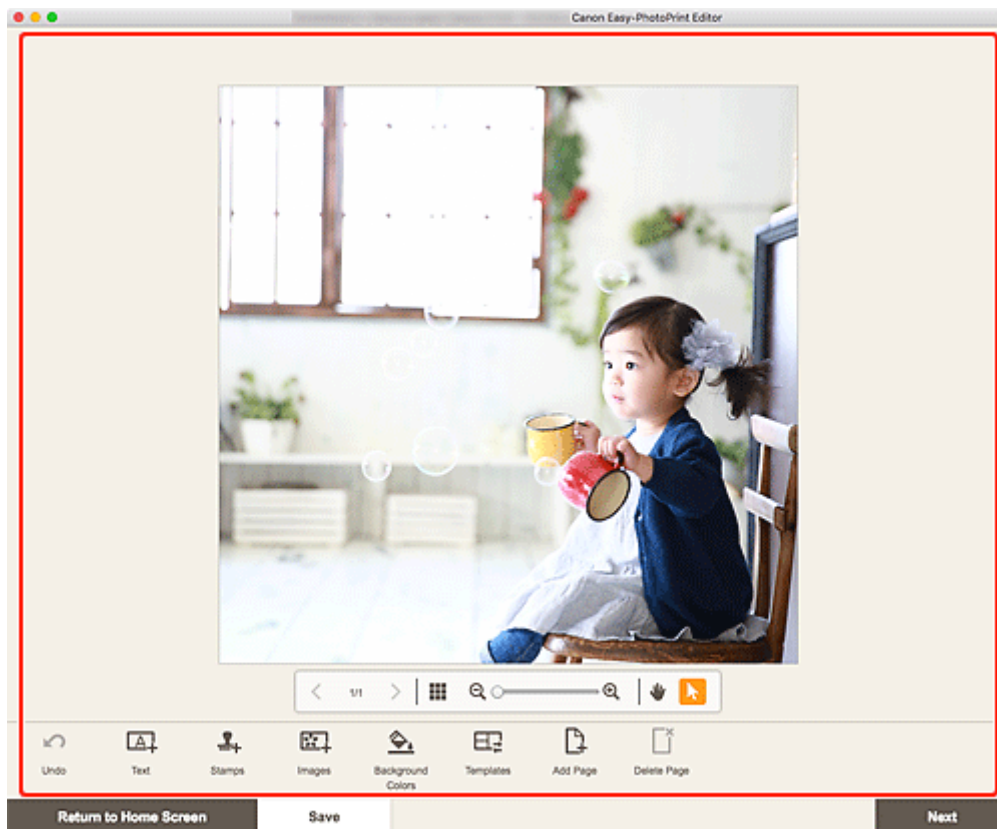 Canon Easy-PhotoPrint Editor
1/1
Undo
Text
Stamps
Images
Background
Colors
Templates
Add Page
Delete Page
Return to Home Screen
Save
Next